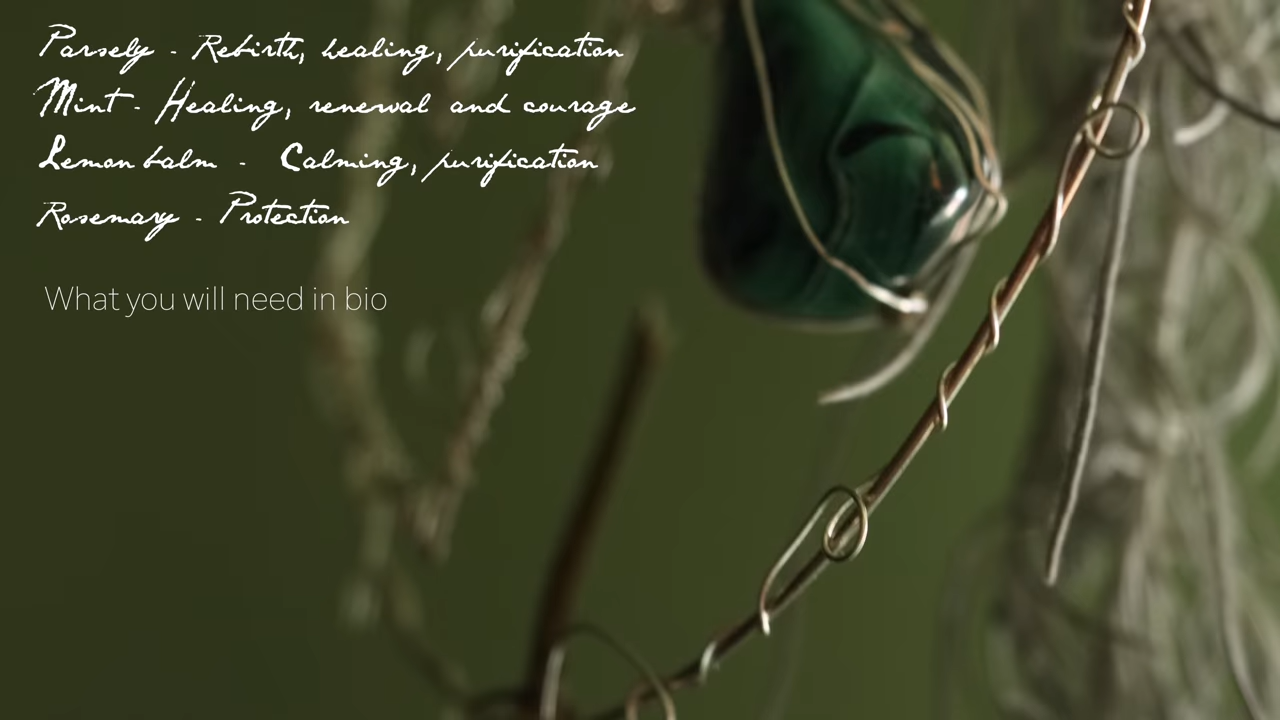 Parsely - Rebirth, healing, purification
Mint - Healing, renewal and courage
Lemon balm - Calming, purification
Rosemary - Protection
What you will need in bio